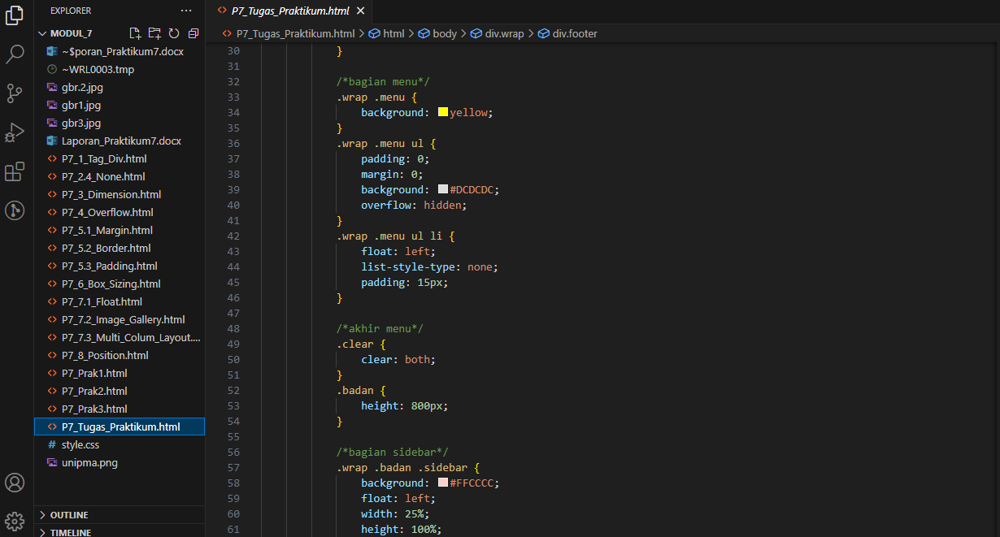 EXPLORER
MODUL_7
~$poran_Praktikum7.docx
~WRL0003.tmp
gbr.2.jpg
gbr1.jpg
gbr3.jpg
Laporan_Praktikum7.docx
P7_1_Tag_Div.html
P7_2.4_None.html
P7_3_Dimension.html
P7_4_Overflow.html
P7_5.1_Margin.html
P7_5.2_Border.html
P7_5.3_Padding.html
P7_6_Box_Sizing.html
P7_7.1_Float.html
P7_7.2_Image_Gallery.html
P7_7.3_Multi_Colum_Layout....
P7_8_Position.html
P7_Prak1.html
P7_Prak2.html
P7_Prak3.html
P7_Tugas_Praktikum.html
style.css
unipma.png
OUTLINE
TIMELINE
P7_Tugas_Praktikum.html
P7_Tugas_Praktikum.html > html > body > div.wrap > div.footer
30 }
31
32 /*bagian menu*/
33 .wrap .menu {
34 background: yellow;
35 }
36 .wrap .menu ul {
37 padding: 0;
38 margin: 0;
39 background: #DCDCDC;
40 overflow: hidden;
41 }
42 .wrap .menu ul li {
43 float: left;
44 list-style-type: none;
45 padding: 15px;
46 }
47
48 /*akhir menu*/
49 .clear {
50 clear: both;
51 }
52 .badan {
53 height: 800px;
54 }
55
56 /*bagian sidebar*/
57 .wrap .badan .sidebar {
58 background: #FFCCCC;
59 float: left;
60 width: 25%;
61 height: 100%;